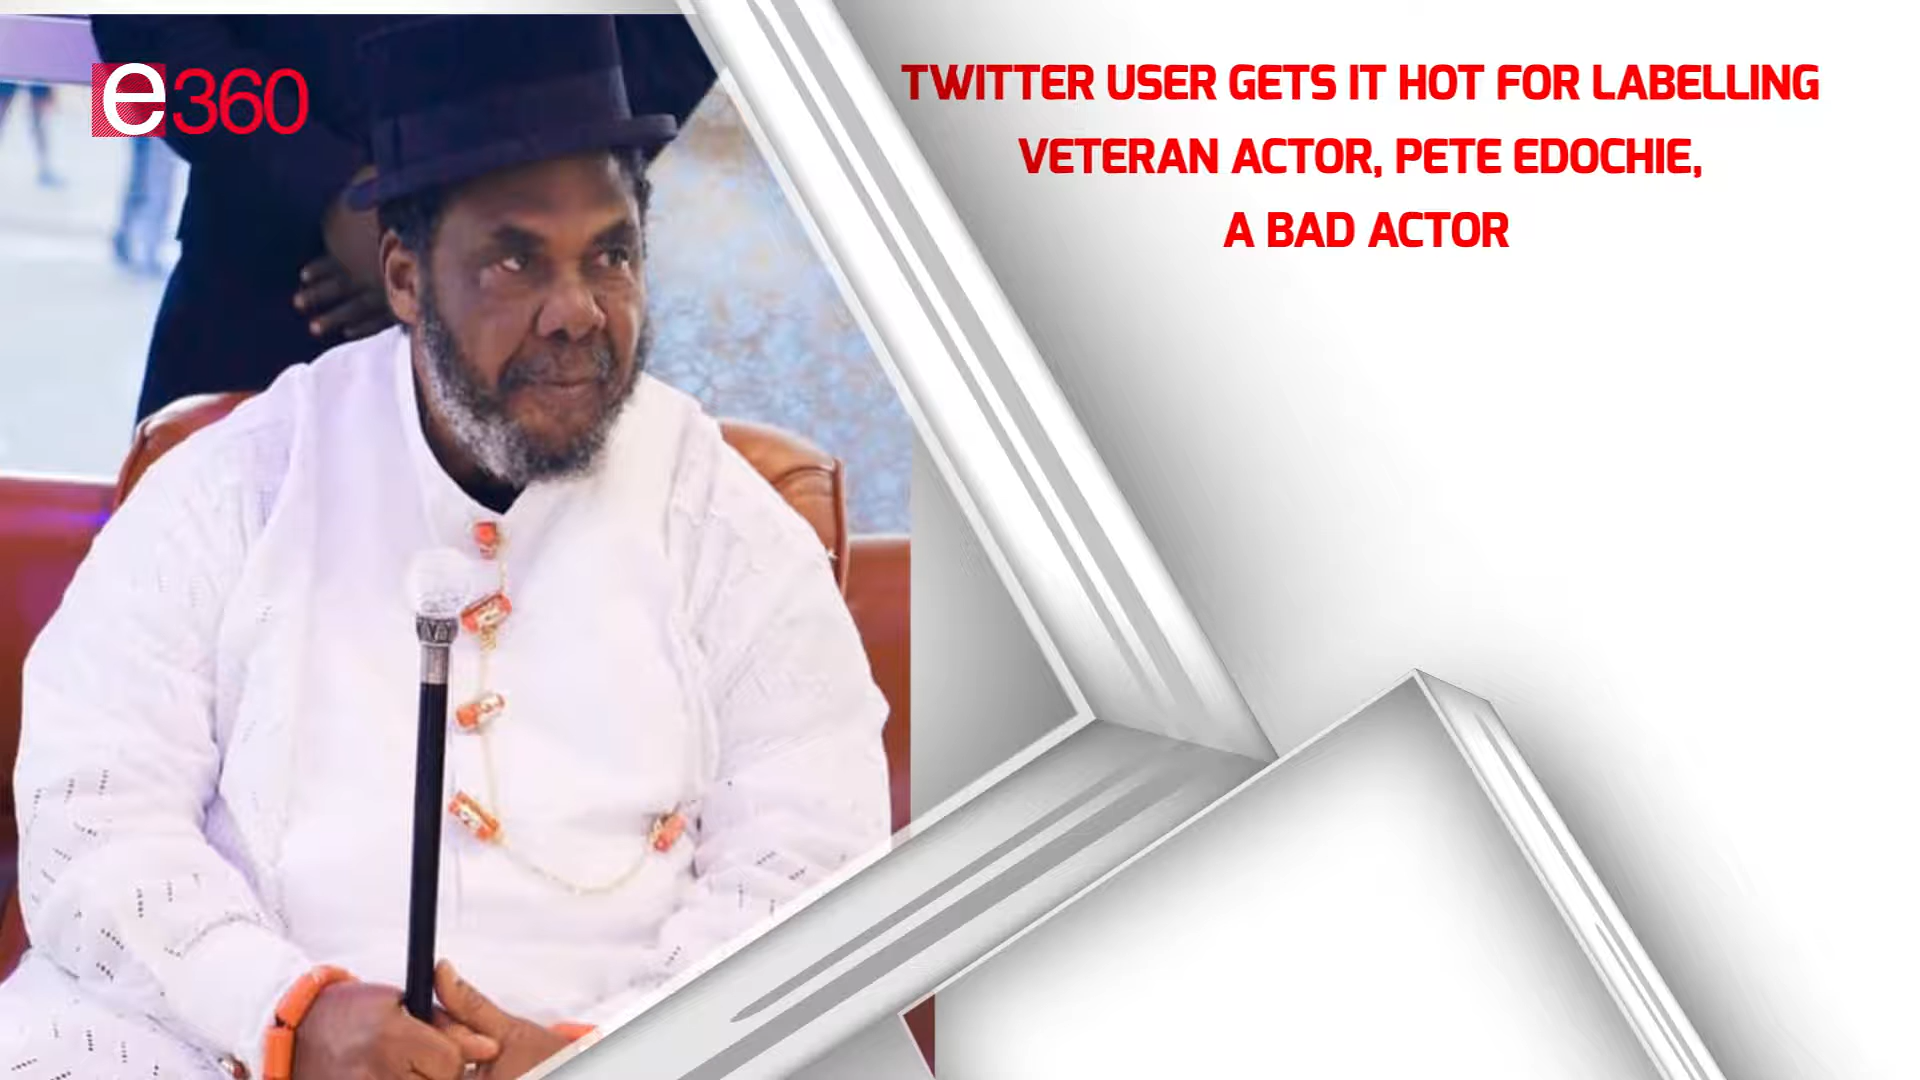 e360
TWITTER USER GETS IT HOT FOR LABELLING
VETERAN ACTOR, PETE EDOCHIE,
A BAD ACTOR